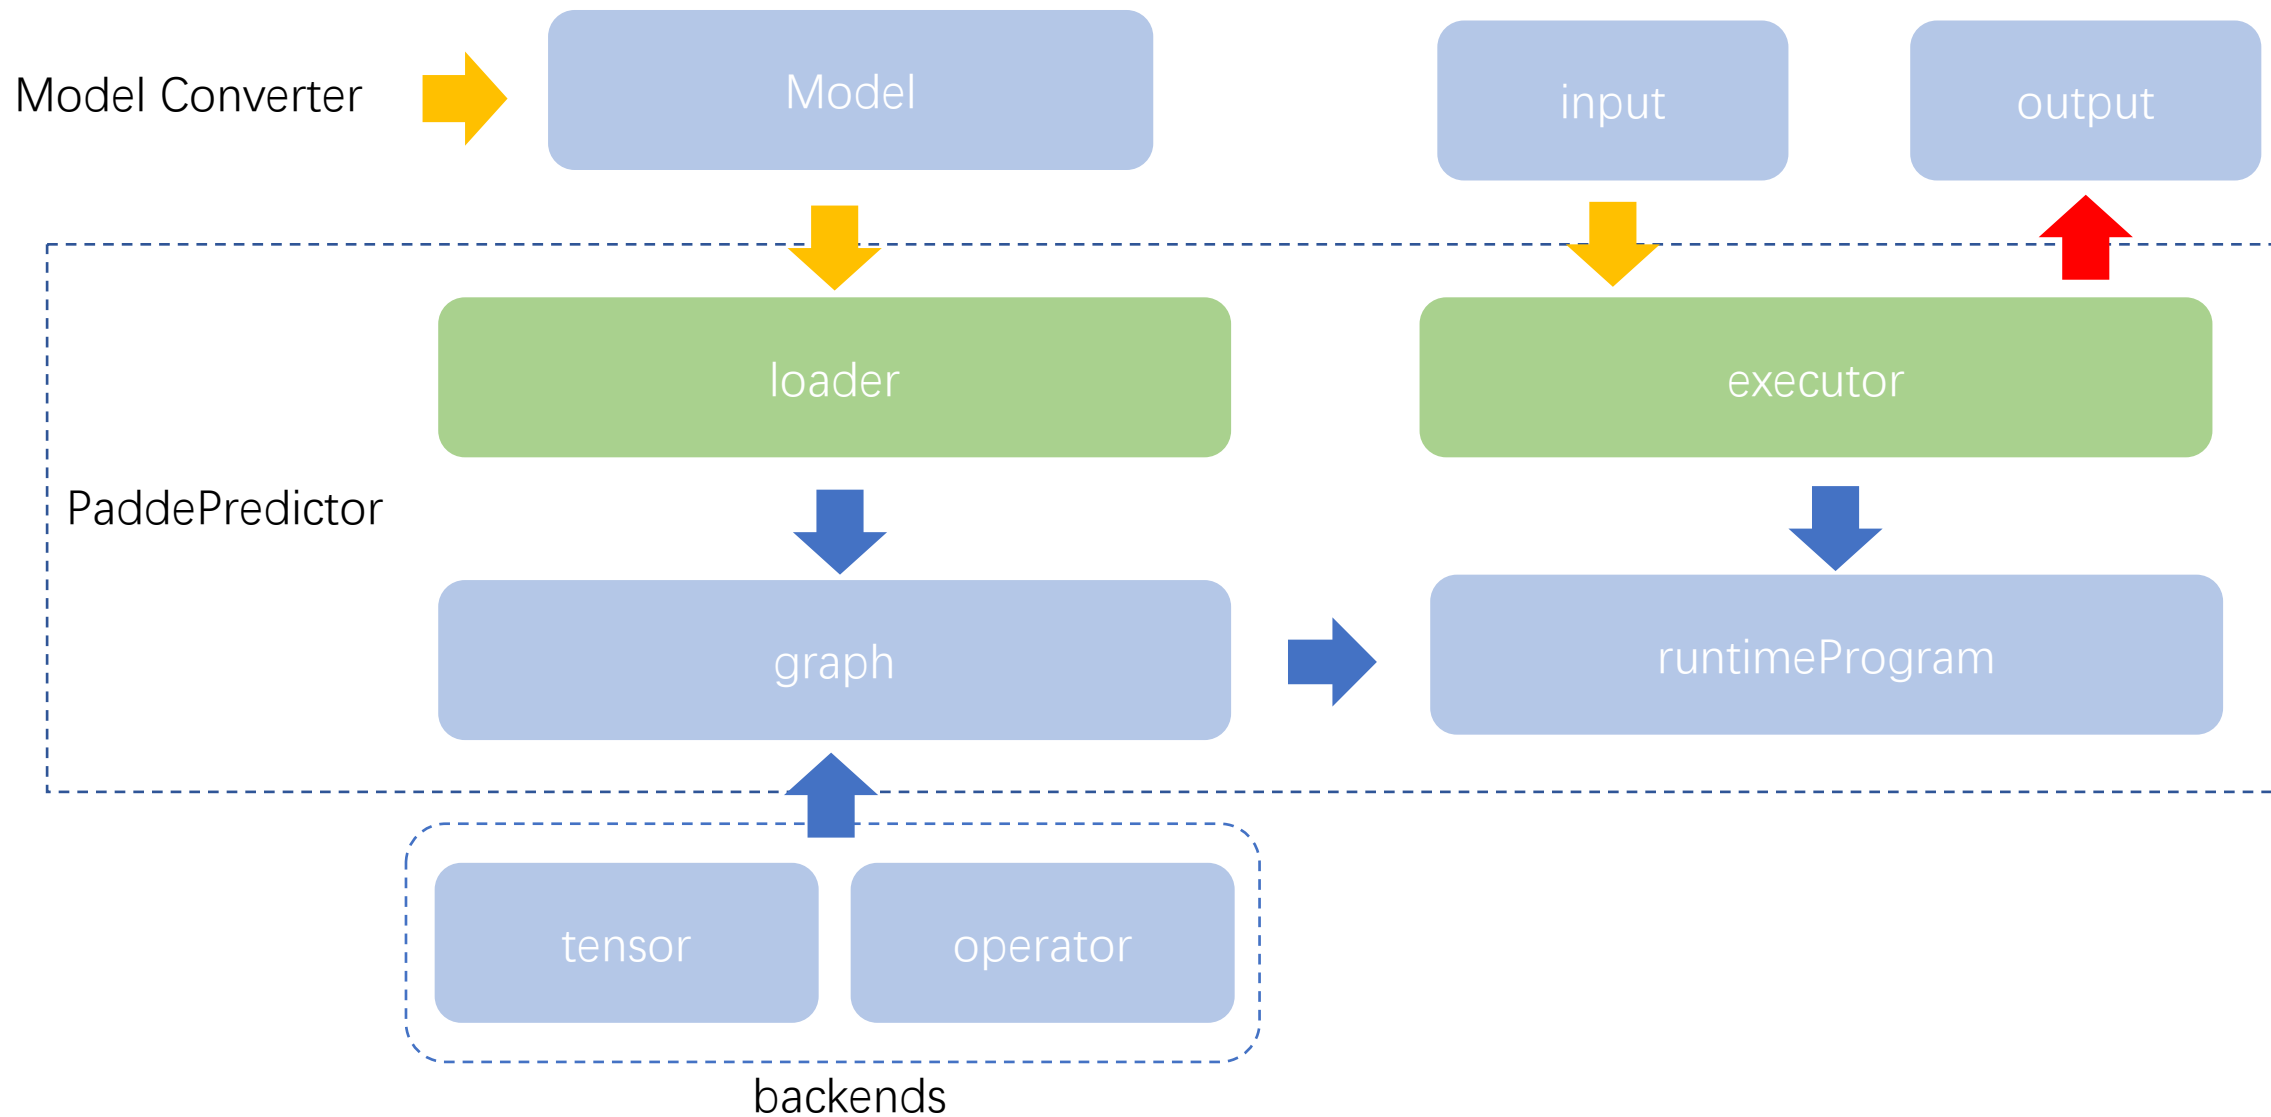 Model Converter
Model
input
output
loader
executor
PaddePredictor
graph
runtimeProgram
tensor
operator
backends